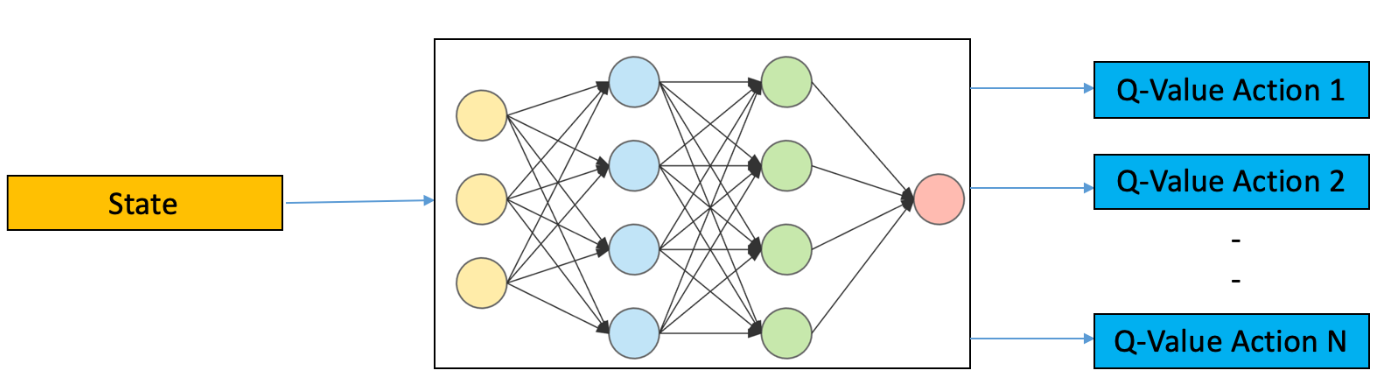 State
Q-Value Action 1
Q-Value Action 2
-
-
Q-Value Action N